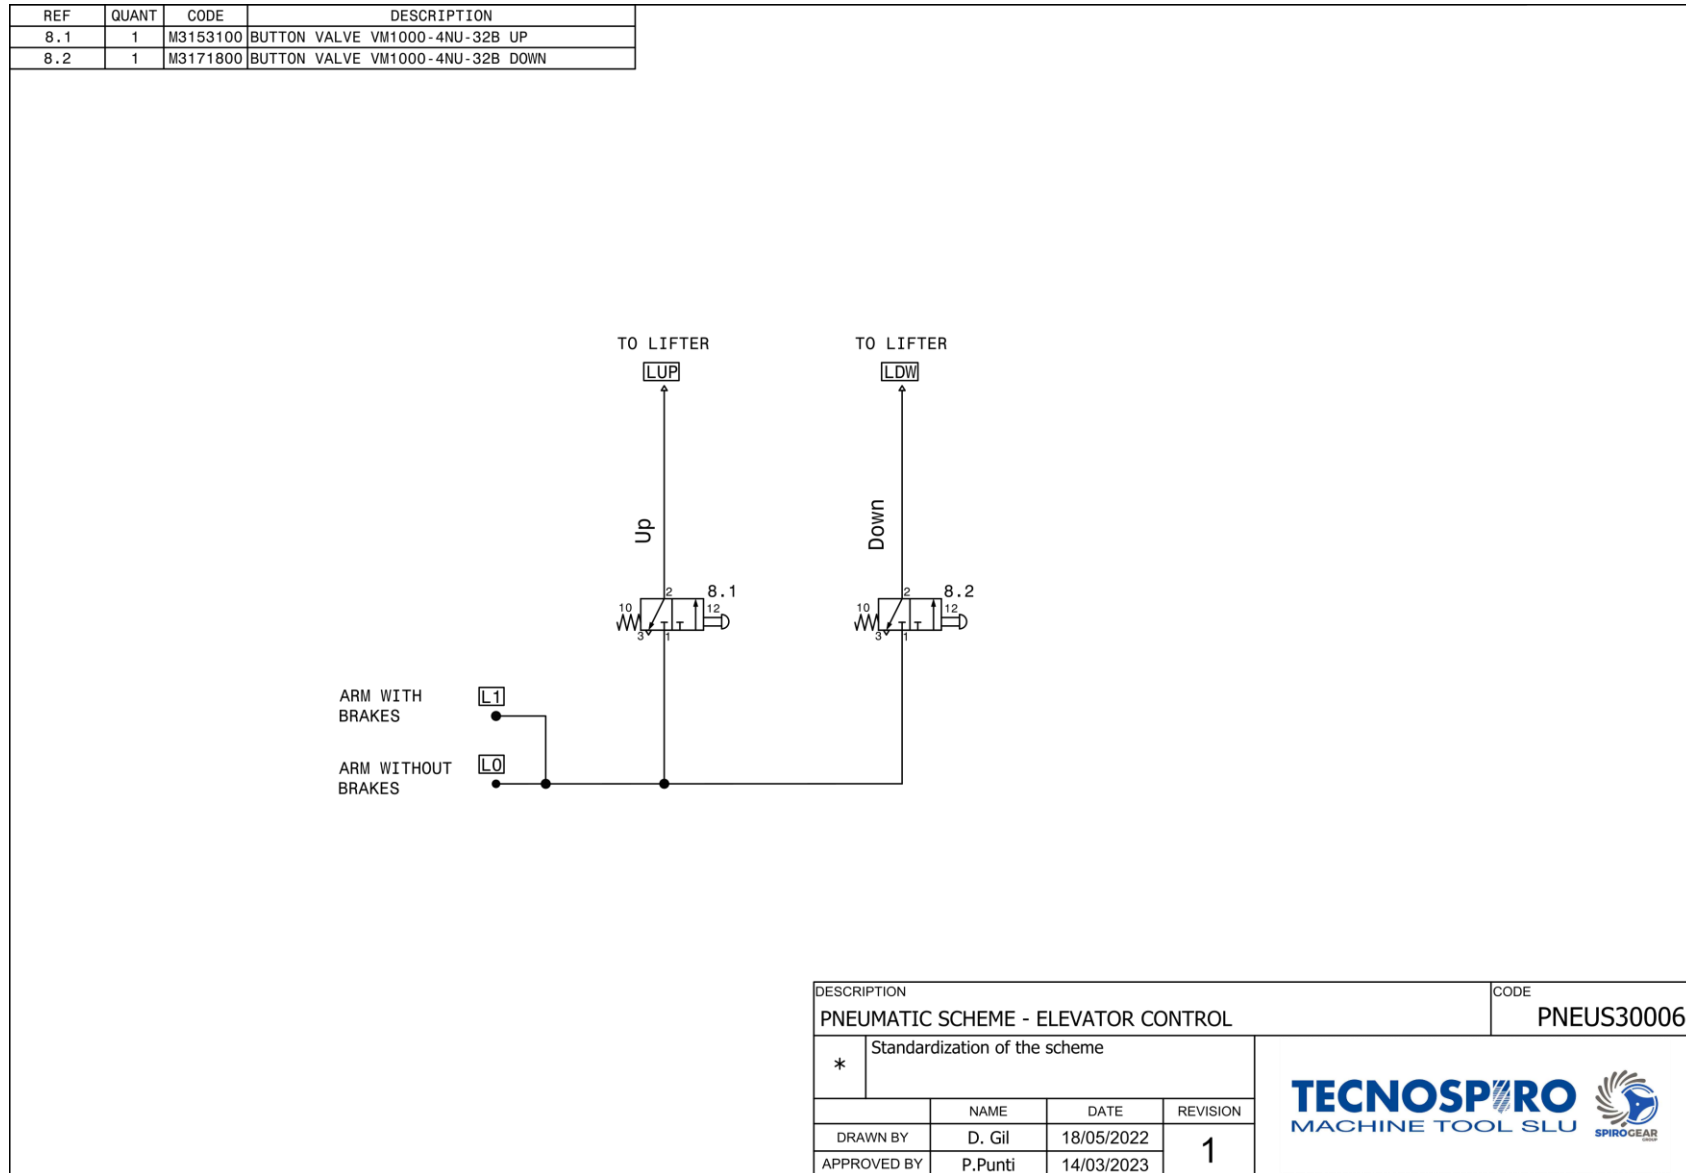 REF QUANT CODE DESCRIPTION
8.1 1 M3153100 BUTTON VALVE VM1000-4NU-32B UP
8.2 1 M3171800 BUTTON VALVE VM1000-4NU-32B DOWN
TO LIFTER TO LIFTER
LUP LDW
Up Down
2 8.1 2 8.2
10 12 10 12
3 1 3 1
ARM WITH L1
BRAKES
ARM WITHOUT L0
BRAKES
DESCRIPTION CODE
PNEUMATIC SCHEME - ELEVATOR CONTROL PNEUS30006
* Standardization of the scheme
NAME DATE REVISION
DRAWN BY D. Gil 18/05/2022 1
APPROVED BY P.Punti 14/03/2023
TECNOSPIRO
MACHINE TOOL SLU
SPIROGEAR
GROUP